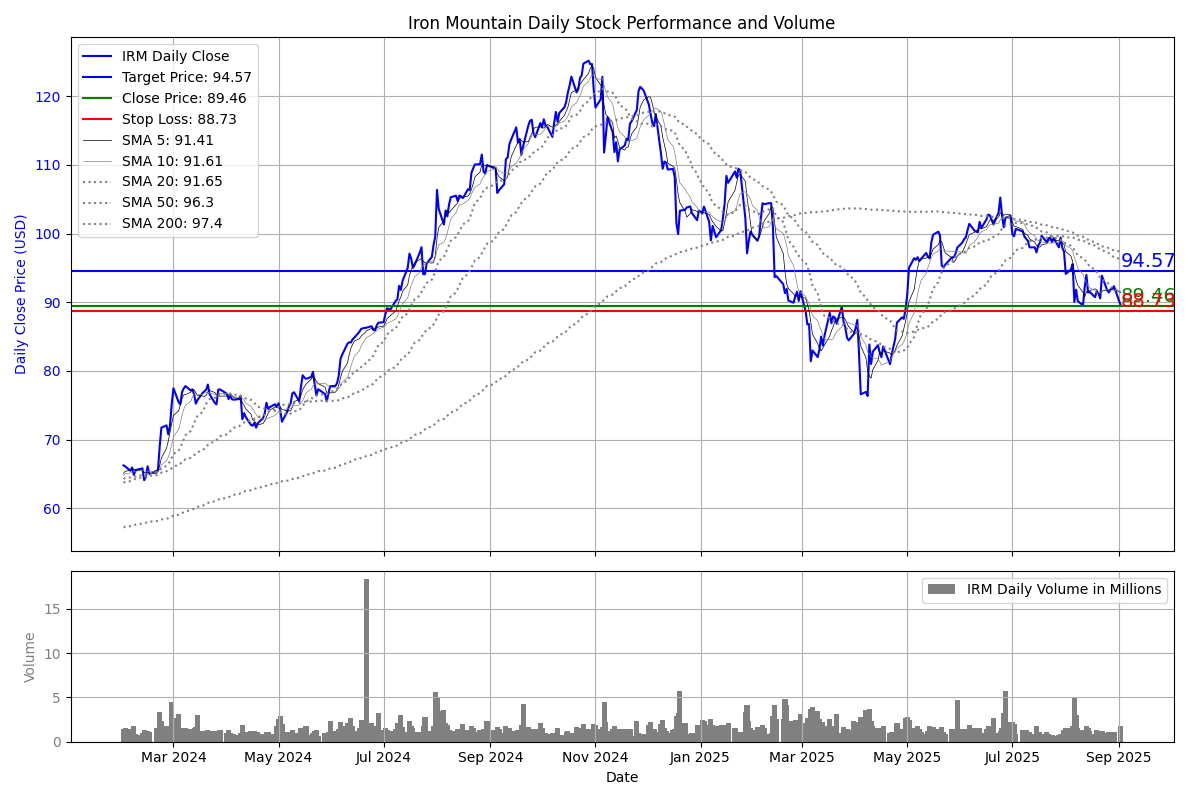 Iron Mountain Daily Stock Performance and Volume
IRM Daily Close
Target Price: 94.57
Close Price: 89.46
Stop Loss: 88.73
SMA 5: 91.41
SMA 10: 91.61
SMA 20: 91.65
SMA 50: 96.3
SMA 200: 97.4
Daily Close Price (USD)
120
110
100
90
80
70
60
94.57
89.46
88.73
IRM Daily Volume in Millions
Volume
15
10
5
0
Mar 2024
May 2024
Jul 2024
Sep 2024
Nov 2024
Jan 2025
Mar 2025
May 2025
Jul 2025
Sep 2025
Date